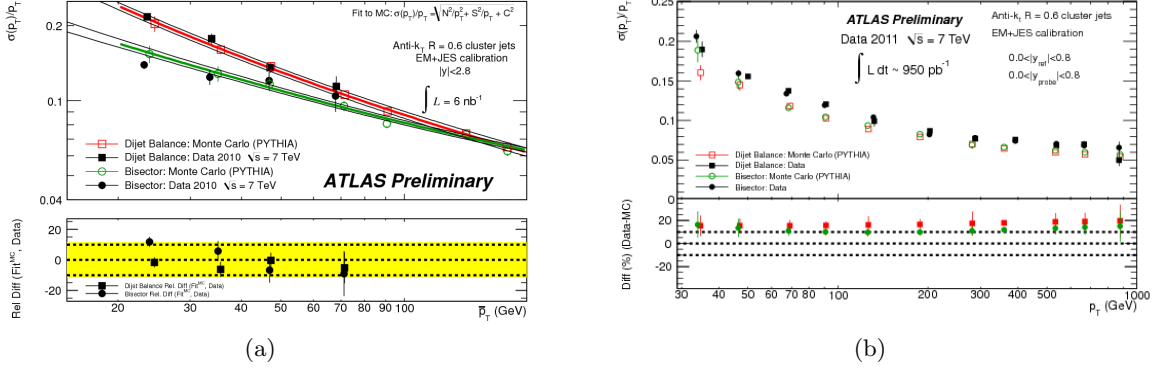 σ(p_T)/p_T
0.2
0.1
0.04
Fit to MC: σ(p_T)/p_T = √N²/p_T² + S²/p_T + C²
Anti-k_T R = 0.6 cluster jets
EM+JES calibration
|y|<2.8
∫ L = 6 nb⁻¹
Dijet Balance: Monte Carlo (PYTHIA)
Dijet Balance: Data 2010 √s = 7 TeV
Bisector: Monte Carlo (PYTHIA)
Bisector: Data 2010 √s = 7 TeV
ATLAS Preliminary
Rel Diff (Fit^MC, Data)
20
0
-20
Dijet Balance Rel. Diff (Fit^MC, Data)
Bisector Rel. Diff (Fit^MC, Data)
20 30 40 50 60 70 80 90 100
p̅_T (GeV)
(a)
σ(p_T)/p_T
0.25
0.2
0.15
0.1
0.05
0
ATLAS Preliminary
Data 2011 √s = 7 TeV
∫ L dt ~ 950 pb⁻¹
Anti-k_T R = 0.6 cluster jets
EM+JES calibration
0.0<|y_ref|<0.8
0.0<|y_probe|<0.8
Dijet Balance: Monte Carlo (PYTHIA)
Dijet Balance: Data
Bisector: Monte Carlo (PYTHIA)
Bisector: Data
Diff (%) (Data-MC)
20
0
-20
30 40 50 60 70 100 200 300 400 500 1000
p_T (GeV)
(b)